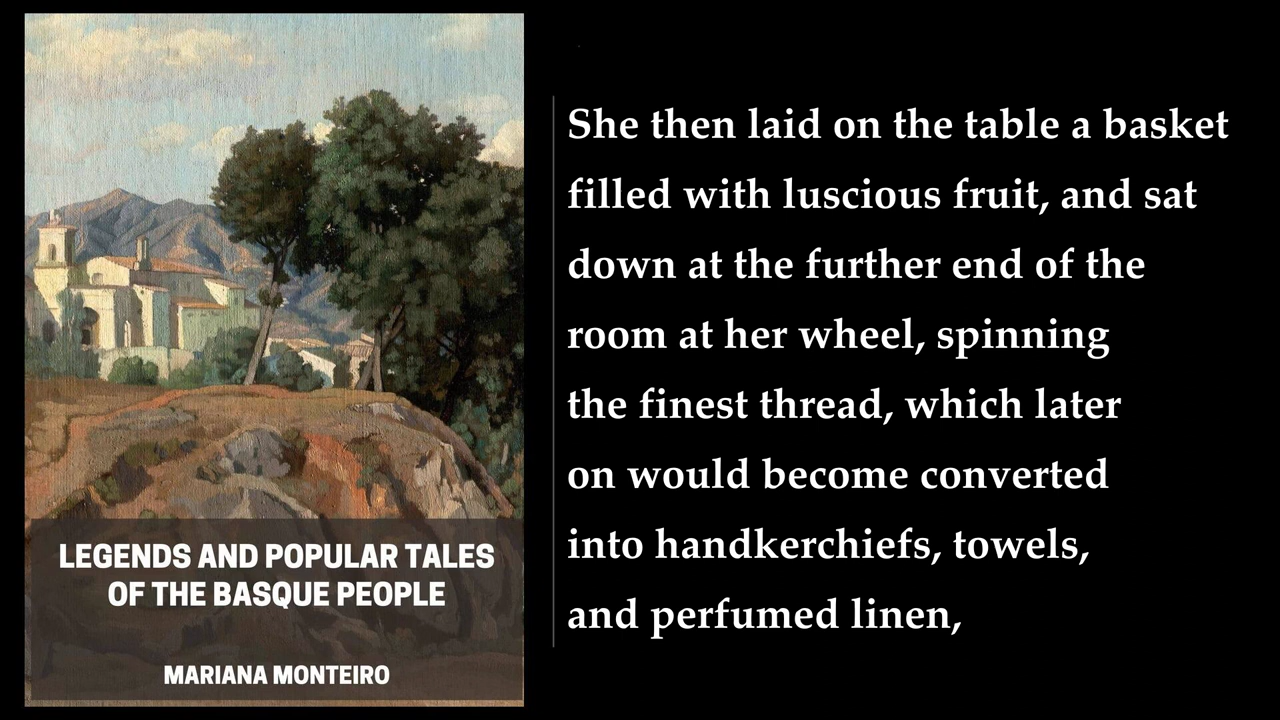 LEGENDS AND POPULAR TALES
OF THE BASQUE PEOPLE
MARIANA MONTEIRO
She then laid on the table a basket
filled with luscious fruit, and sat
down at the further end of the
room at her wheel, spinning
the finest thread, which later
on would become converted
into handkerchiefs, towels,
and perfumed linen,